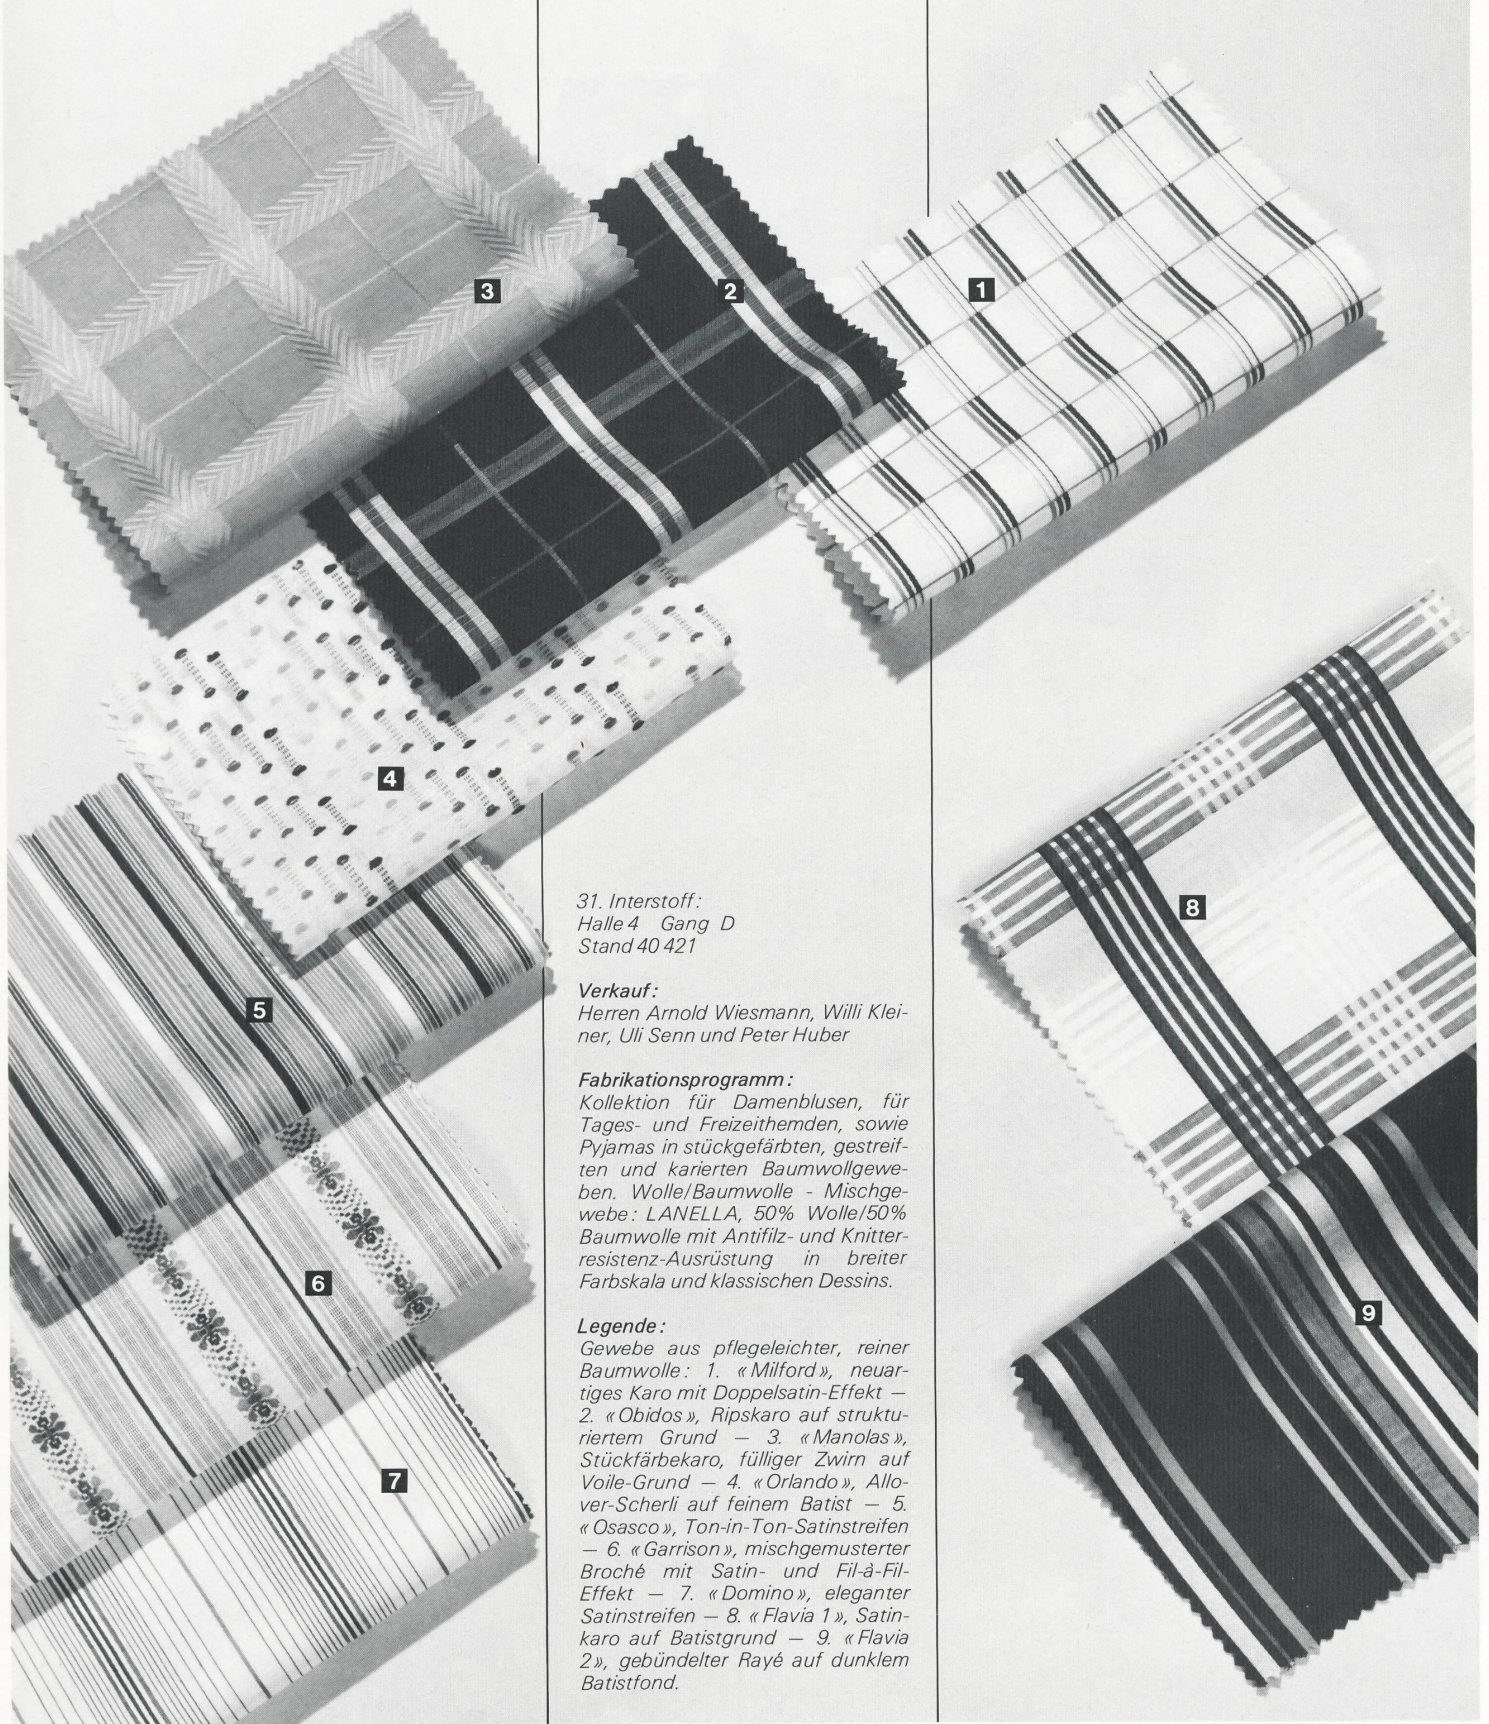 3
2
1
4
8
5
6
9
7
31. Interstoff:
Halle 4 Gang D
Stand 40 421
Verkauf:
Herren Arnold Wiesmann, Willi Klei-
ner, Uli Senn und Peter Huber
Fabrikationsprogramm:
Kollektion für Damenblusen, für
Tages- und Freizeithemden, sowie
Pyjamas in stückgefärbten, gestreif-
ten und karierten Baumwollgewe-
ben. Wolle/Baumwolle - Mischge-
webe: LANELLA, 50% Wolle/50%
Baumwolle mit Antifilz- und Knitter-
resistenz-Ausrüstung in breiter
Farbskala und klassischen Dessins.
Legende:
Gewebe aus pflegeleichter, reiner
Baumwolle: 1. «Milford», neuar-
tiges Karo mit Doppelsatin-Effekt —
2. «Obidos», Ripskaro auf struktu-
riertem Grund — 3. «Manolas»,
Stückfärbekaro, fülliger Zwirn auf
Voile-Grund — 4. «Orlando», Allo-
ver-Scherli auf feinem Batist — 5.
«Osasco», Ton-in-Ton-Satinstreifen
— 6. «Garrison», mischgemusterter
Broché mit Satin- und Fil-à-Fil-
Effekt — 7. «Domino», eleganter
Satinstreifen — 8. «Flavia 1», Satin-
karo auf Batistgrund — 9. «Flavia
2», gebündelter Rayé auf dunklem
Batistfond.